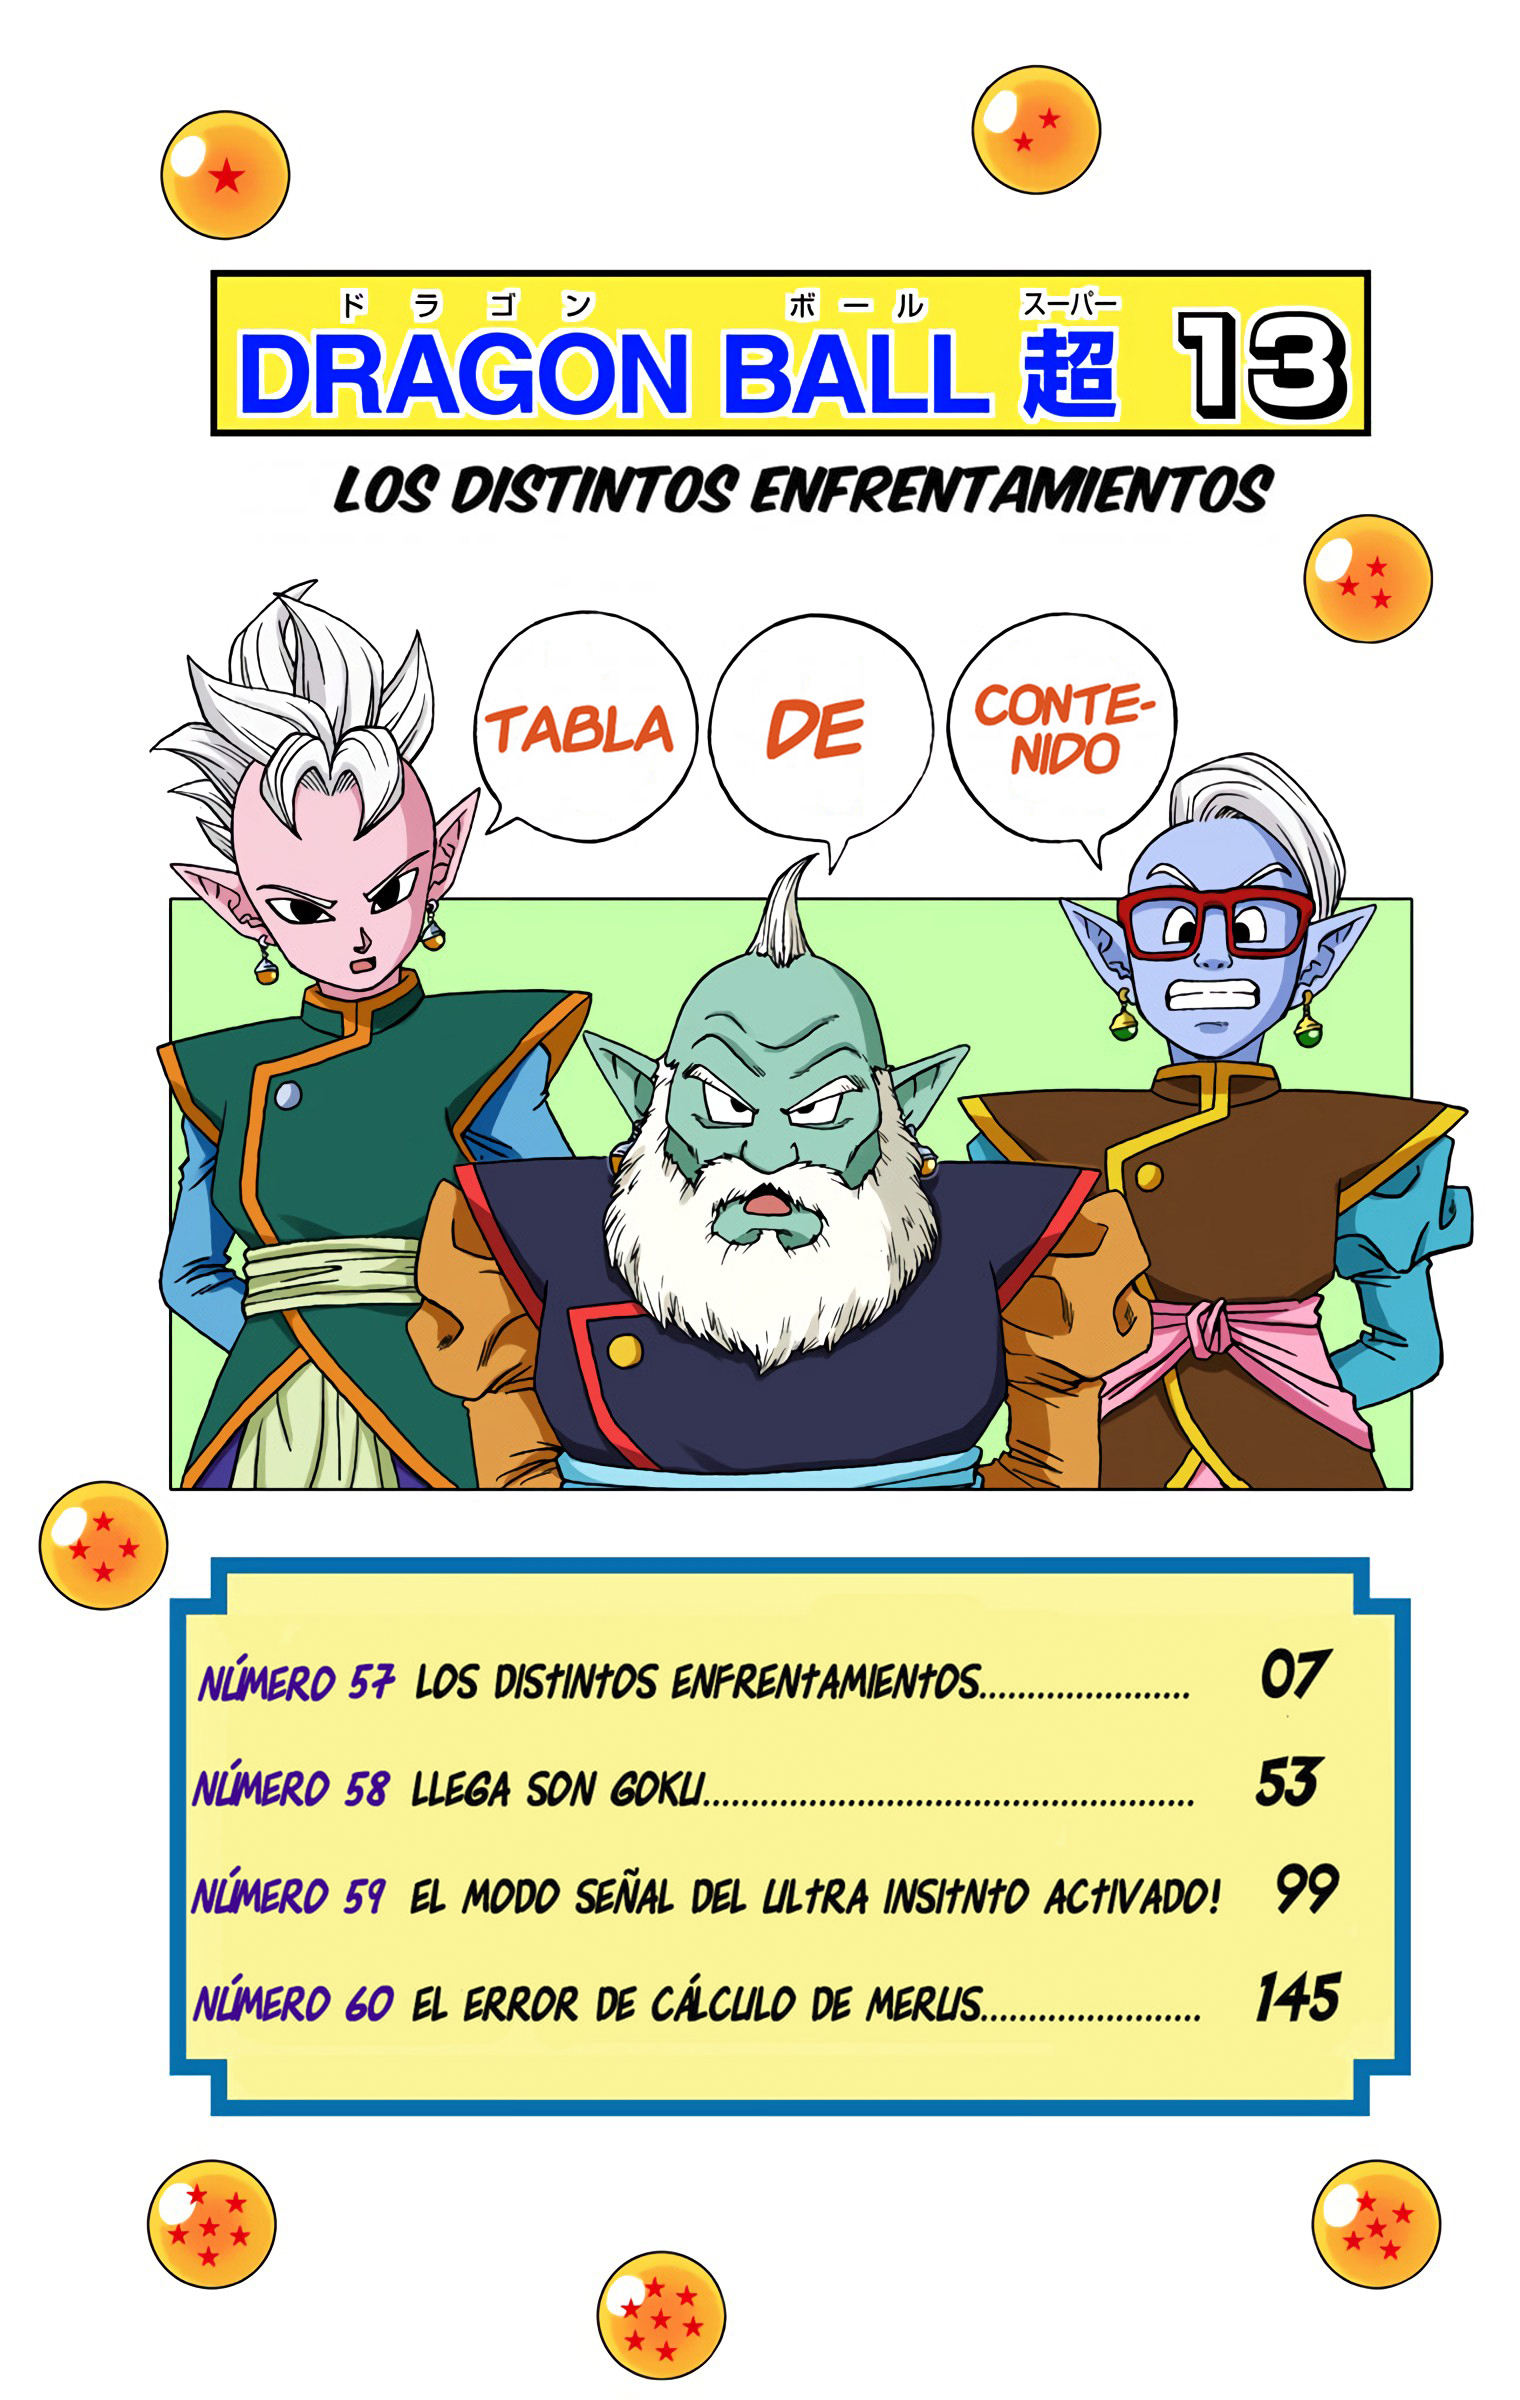 ドラゴン ボール スーパー
DRAGON BALL 超 13
LOS DISTINTOS ENFRENTAMIENTOS
TABLA
DE
CONTE-
NIDO
NÚMERO 57 LOS DISTINTOS ENFRENTAMIENTOS...................... 07
NÚMERO 58 LLEGA SON GOKU.................................................... 53
NÚMERO 59 EL MODO SEÑAL DEL ULTRA INSITNTO ACTIVADO! 99
NÚMERO 60 EL ERROR DE CÁLCULO DE MERUS....................... 145